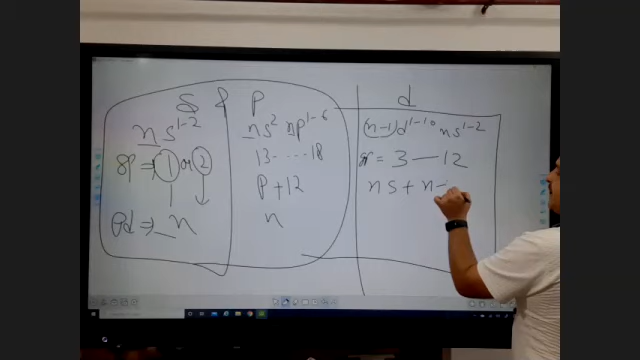 S & P
d
ns¹⁻²
ns² np¹⁻⁶
(n-1)d¹⁻¹⁰ ns¹⁻²
gp ⇒ 1 or 2
13 - - - - 18
gr = 3 — 12
P + 12
ns + n -
Pd ⇒ n
n